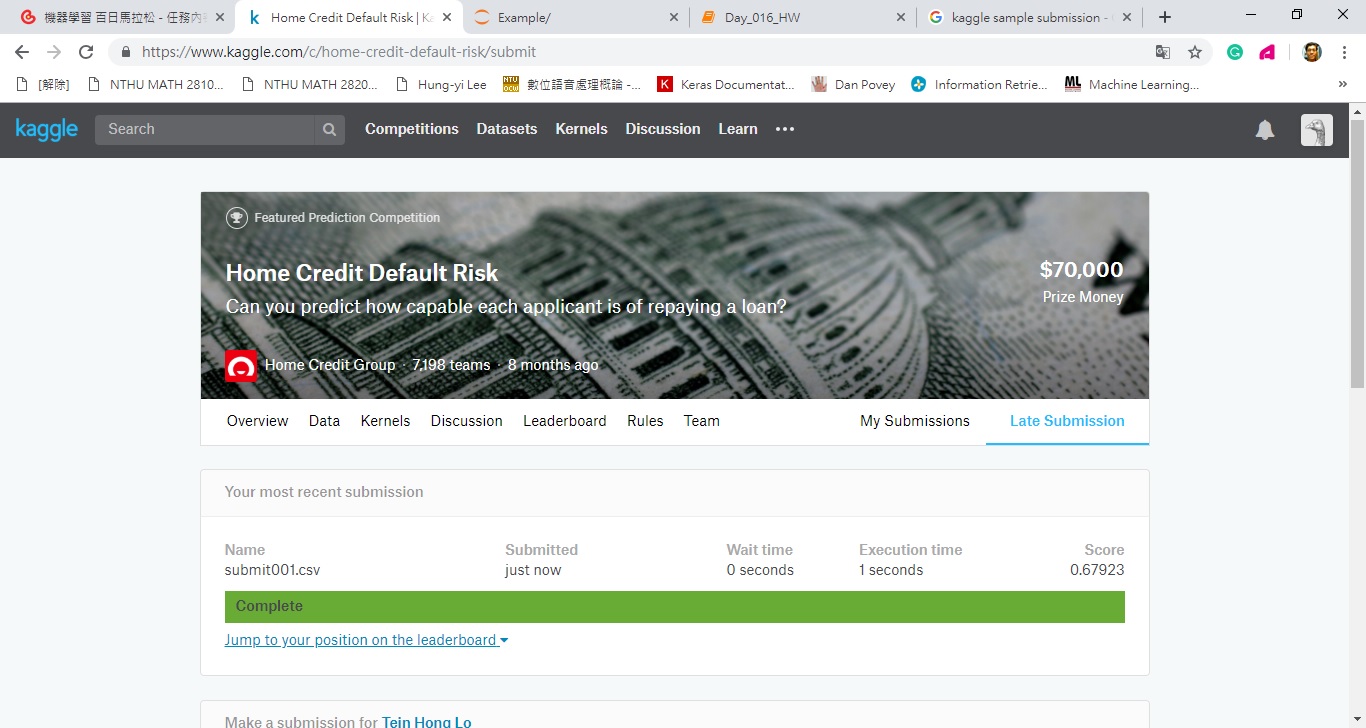 機器學習 百日馬拉松 - 任務內
Home Credit Default Risk | Ka
Example/
Day_016_HW
kaggle sample submission -
https://www.kaggle.com/c/home-credit-default-risk/submit
[解除]
NTHU MATH 2810...
NTHU MATH 2820...
Hung-yi Lee
NTU OCW
數位語音處理概論 -...
K
Keras Documentat...
Dan Povey
Information Retrie...
ML
Machine Learning...
»
kaggle
Search
Competitions
Datasets
Kernels
Discussion
Learn
Featured Prediction Competition
Home Credit Default Risk
$70,000
Can you predict how capable each applicant is of repaying a loan?
Prize Money
Home Credit Group · 7,198 teams · 8 months ago
Overview
Data
Kernels
Discussion
Leaderboard
Rules
Team
My Submissions
Late Submission
Your most recent submission
Name
Submitted
Wait time
Execution time
Score
submit001.csv
just now
0 seconds
1 seconds
0.67923
Complete
Jump to your position on the leaderboard
Make a submission for Tein Hong Lo